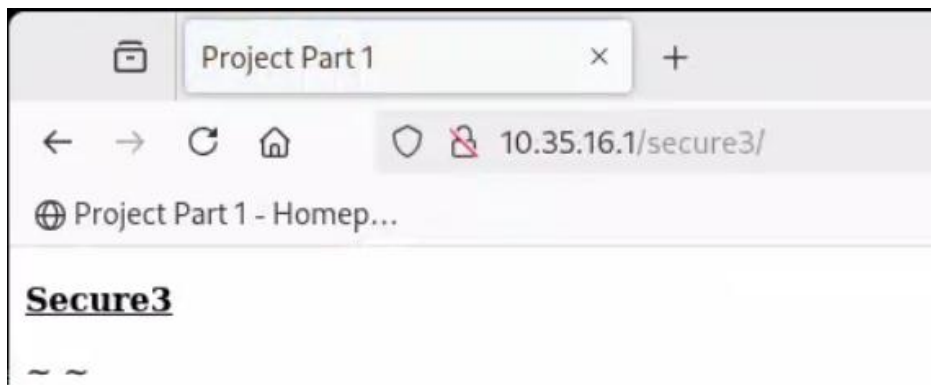 Project Part 1
10.35.16.1/secure3/
Project Part 1 - Homep...
Secure3
~ ~